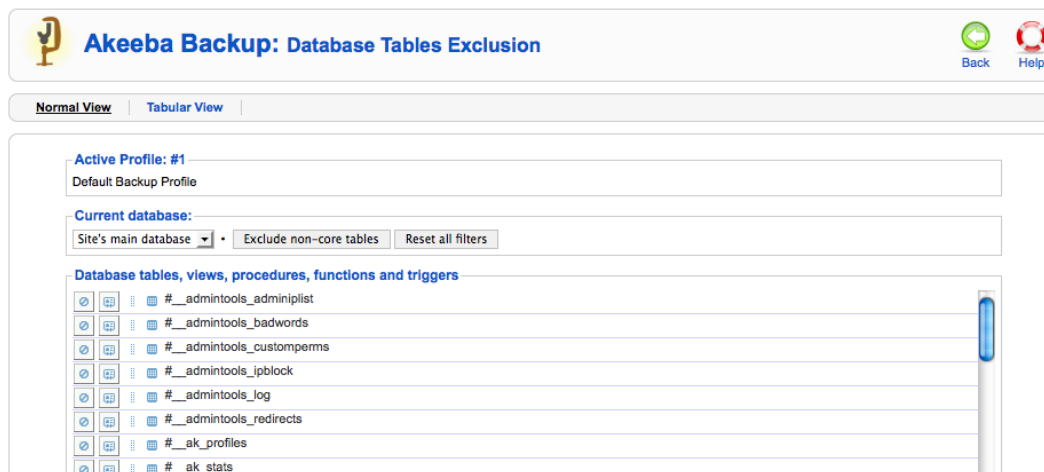 Akeeba Backup: Database Tables Exclusion
Back
Help
Normal View
Tabular View
Active Profile: #1
Default Backup Profile
Current database:
Site's main database • Exclude non-core tables Reset all filters
Database tables, views, procedures, functions and triggers
#__admintools_adminiplist
#__admintools_badwords
#__admintools_customperms
#__admintools_ipblock
#__admintools_log
#__admintools_redirects
#__ak_profiles
#__ak_stats